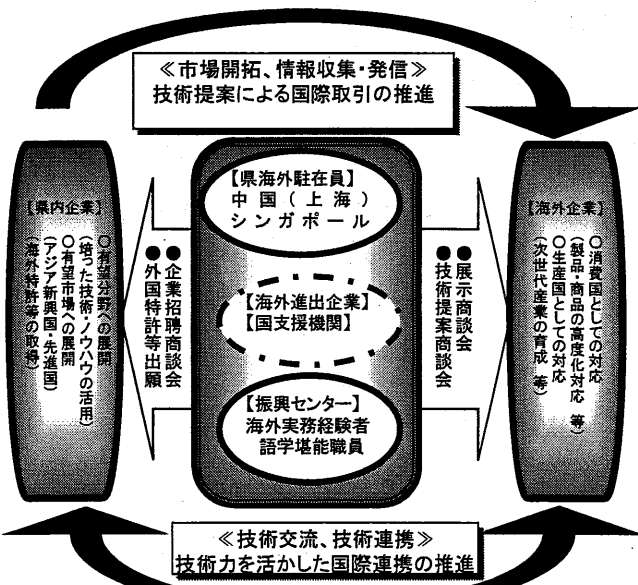 ≪市場開拓、情報収集・発信≫
技術提案による国際取引の推進
【県内企業】
○有望分野への展開
(培った技術・ノウハウの活用)
○有望市場への展開
(アジア新興国・先進国)
(海外特許等の取得)
●企業招聘商談会
●外国特許等出願
【県海外駐在員】
中国(上海)
シンガポール
【海外進出企業】
【国支援機関】
【振興センター】
海外実務経験者
語学堪能職員
●展示商談会
●技術提案商談会
【海外企業】
○消費国としての対応
(製品・商品の高度化対応 等)
○生産国としての対応
(次世代産業の育成 等)
≪技術交流、技術連携≫
技術力を活かした国際連携の推進